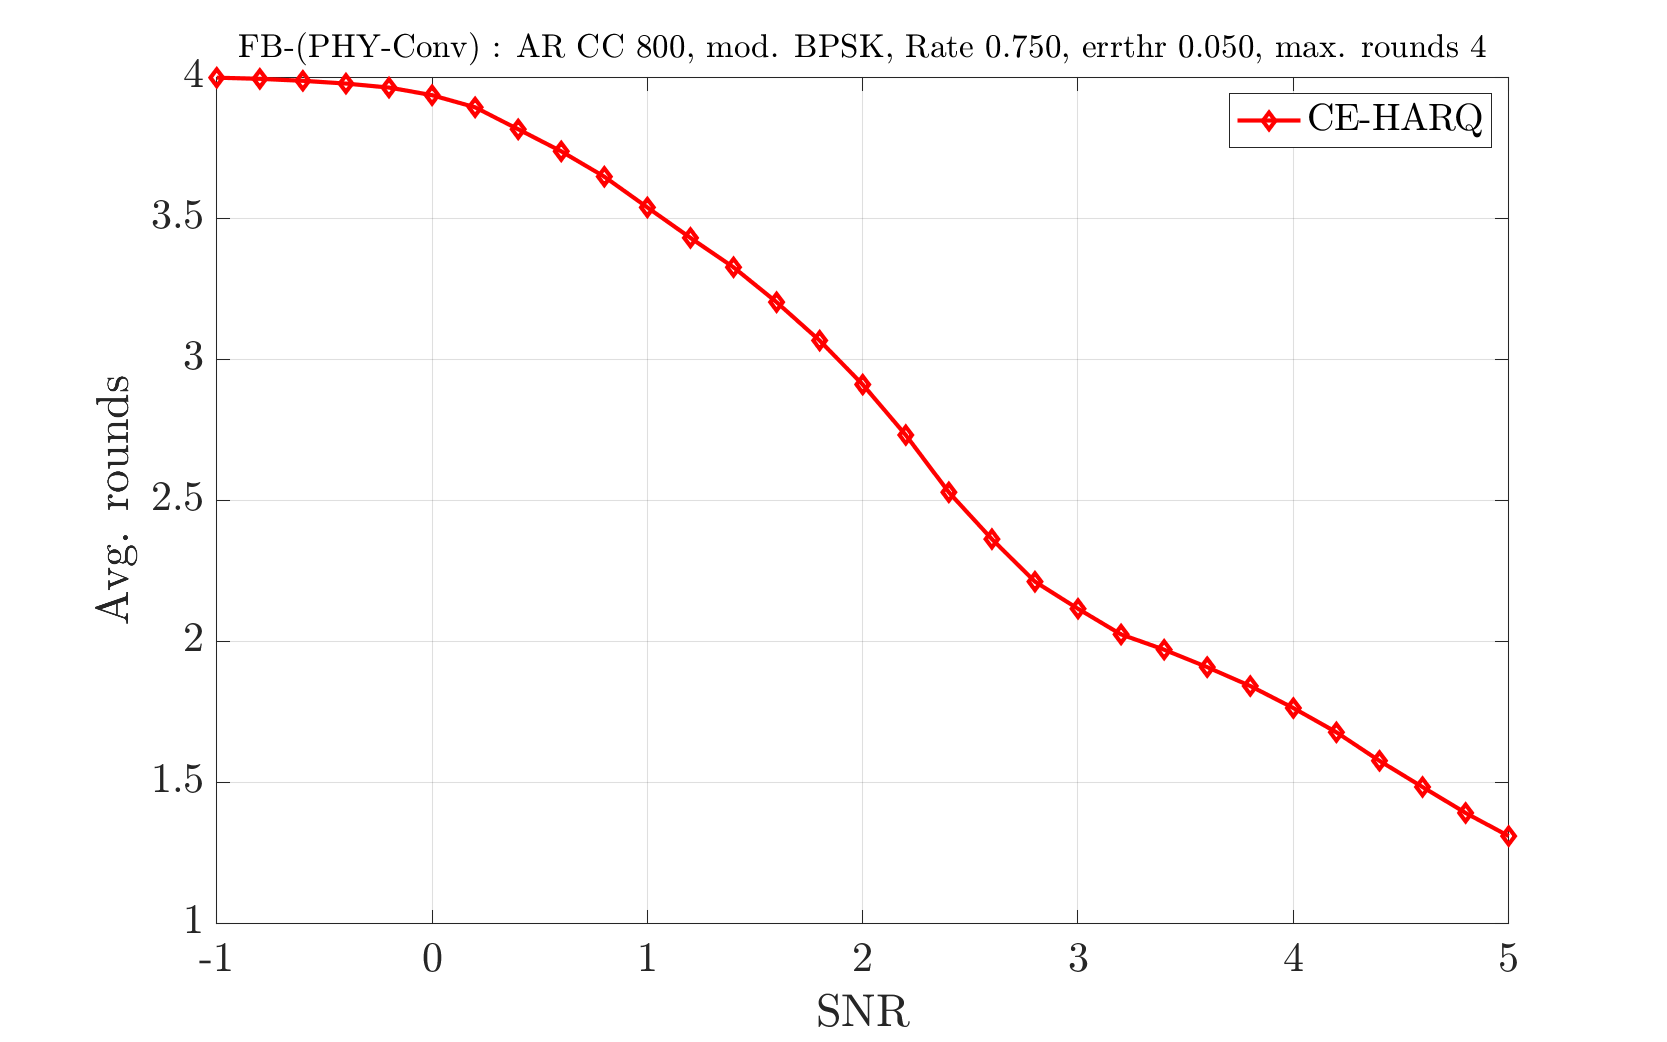 FB-(PHY-Conv) : AR CC 800, mod. BPSK, Rate 0.750, errthr 0.050, max. rounds 4
CE-HARQ
4
3.5
3
2.5
2
1.5
1
Avg. rounds
-1 0 1 2 3 4 5
SNR